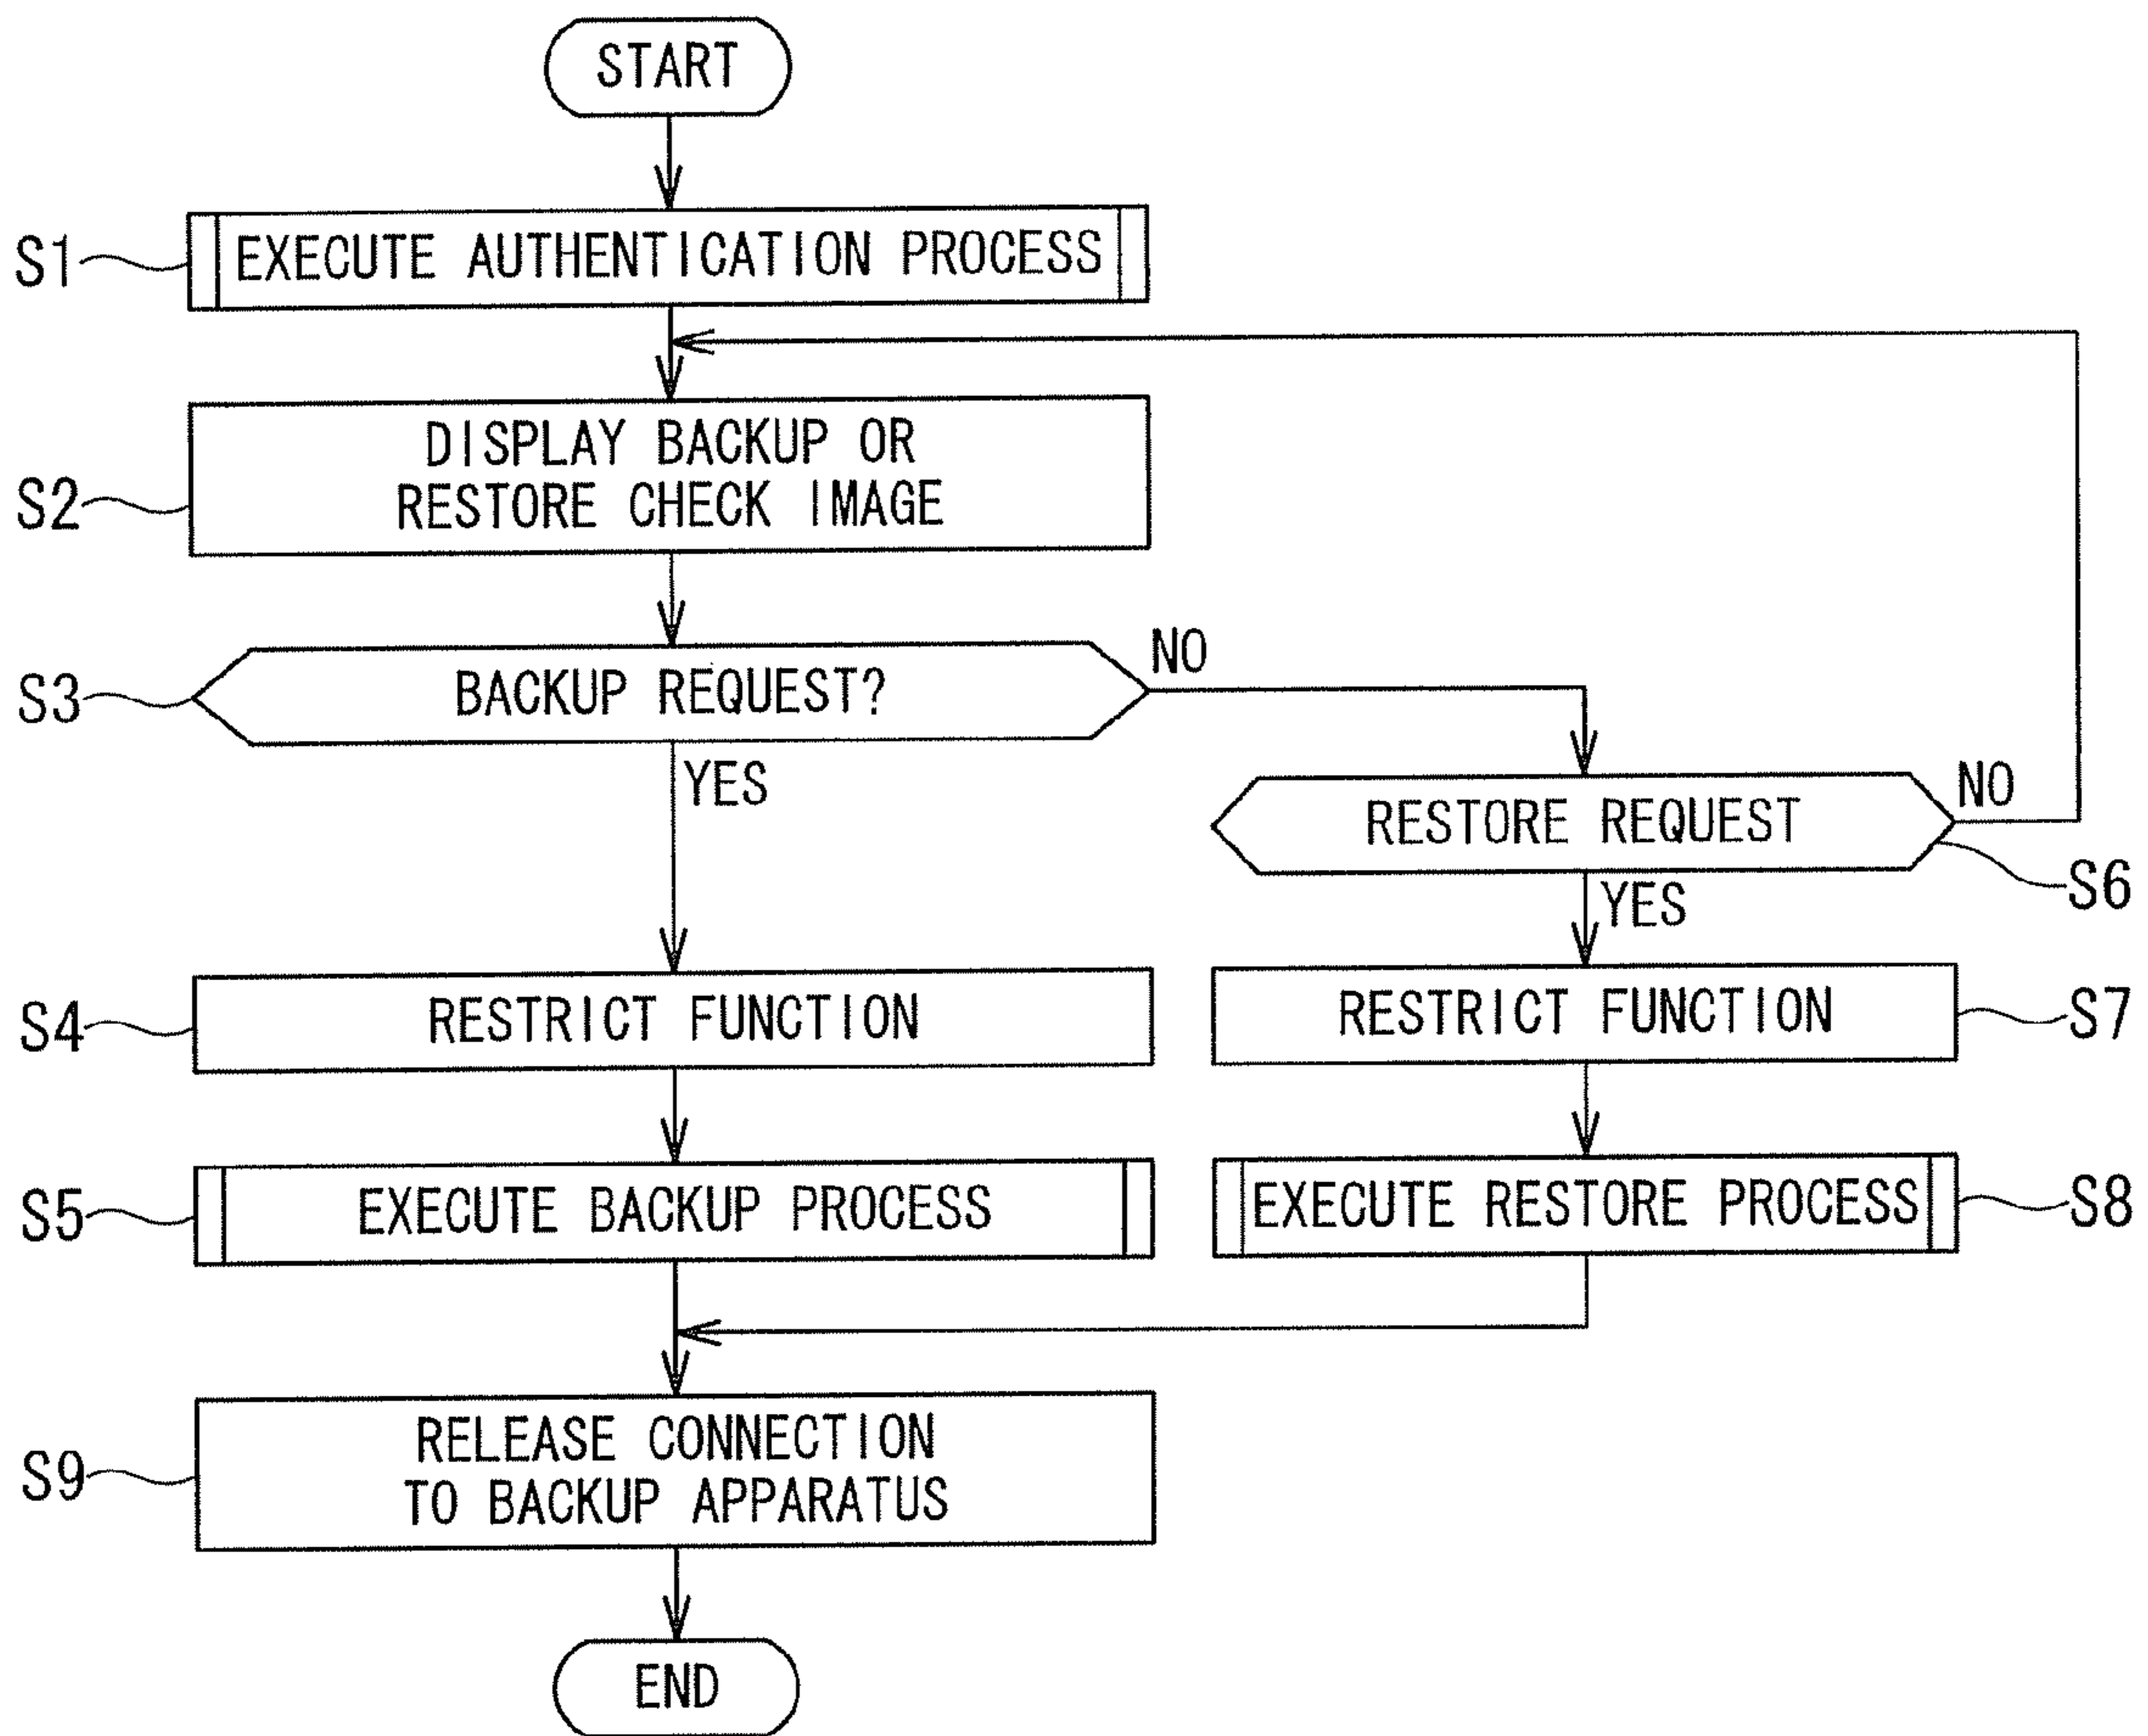 START
S1
EXECUTE AUTHENTICATION PROCESS
S2
DISPLAY BACKUP OR
RESTORE CHECK IMAGE
S3
BACKUP REQUEST?
NO
YES
RESTORE REQUEST
NO
S6
YES
S4
RESTRICT FUNCTION
RESTRICT FUNCTION
S7
S5
EXECUTE BACKUP PROCESS
EXECUTE RESTORE PROCESS
S8
S9
RELEASE CONNECTION
TO BACKUP APPARATUS
END